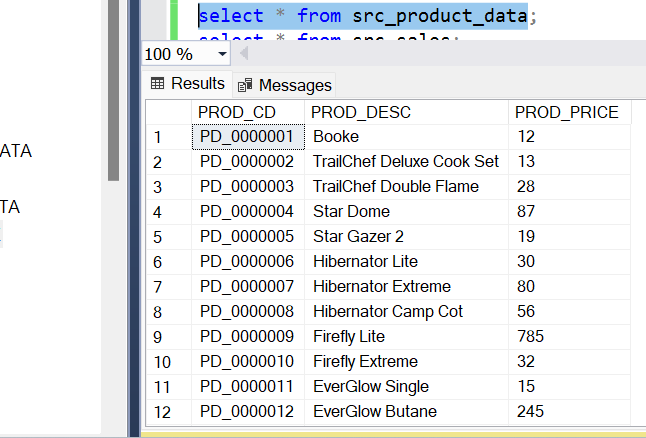 select * from src_product_data;
select * from src_sales;
100 %
Results Messages
PROD_CD PROD_DESC PROD_PRICE
1 PD_0000001 Booke 12
ATA
2 PD_0000002 TrailChef Deluxe Cook Set 13
3 PD_0000003 TrailChef Double Flame 28
TA
4 PD_0000004 Star Dome 87
5 PD_0000005 Star Gazer 2 19
6 PD_0000006 Hibernator Lite 30
7 PD_0000007 Hibernator Extreme 80
8 PD_0000008 Hibernator Camp Cot 56
9 PD_0000009 Firefly Lite 785
10 PD_0000010 Firefly Extreme 32
11 PD_0000011 EverGlow Single 15
12 PD_0000012 EverGlow Butane 245